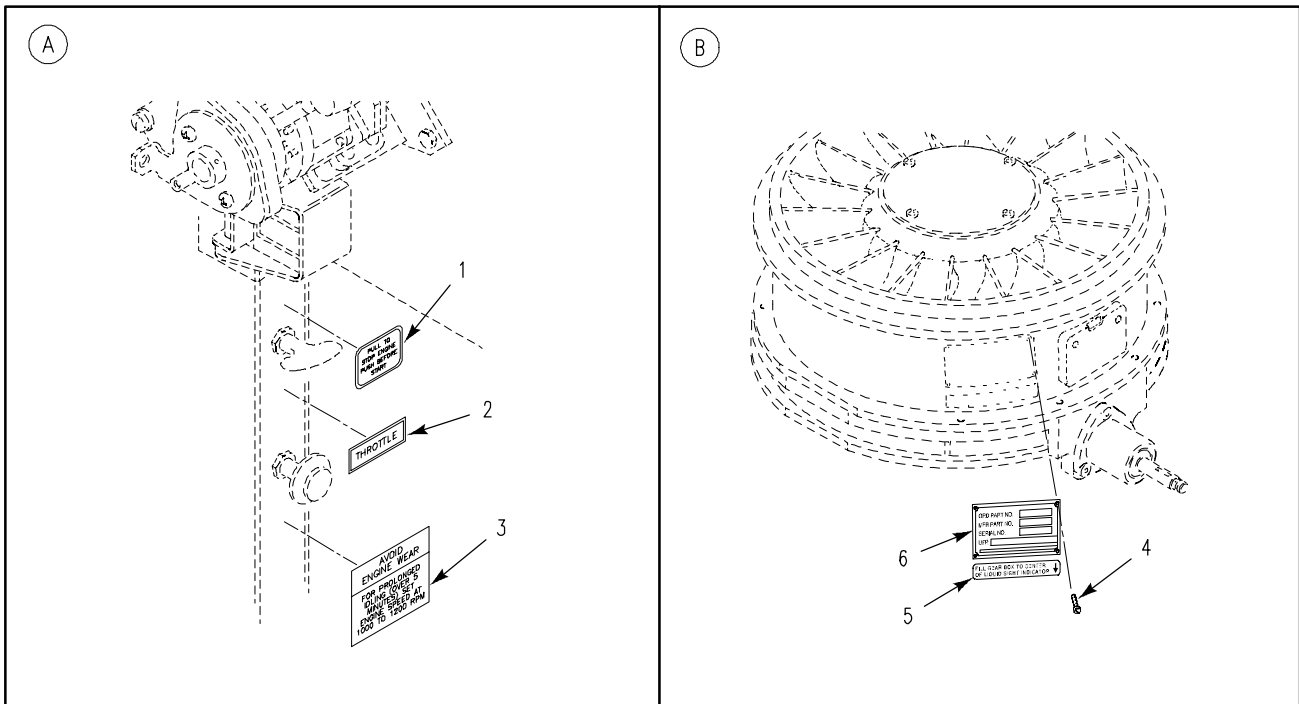 A
1
PULL TO
STOP ENGINE
PUSH BEFORE
START
2
THROTTLE
3
AVOID
ENGINE WEAR
FOR PROLONGED
IDLING (OVER 5
MINUTES) SET
ENGINE SPEED AT
1000 TO 1200 RPM
B
ORD PART NO.
MFR PART NO.
SERIAL NO.
MFR
6
4
FILL GEAR BOX TO CENTER
OF LIQUID SIGHT INDICATOR
5